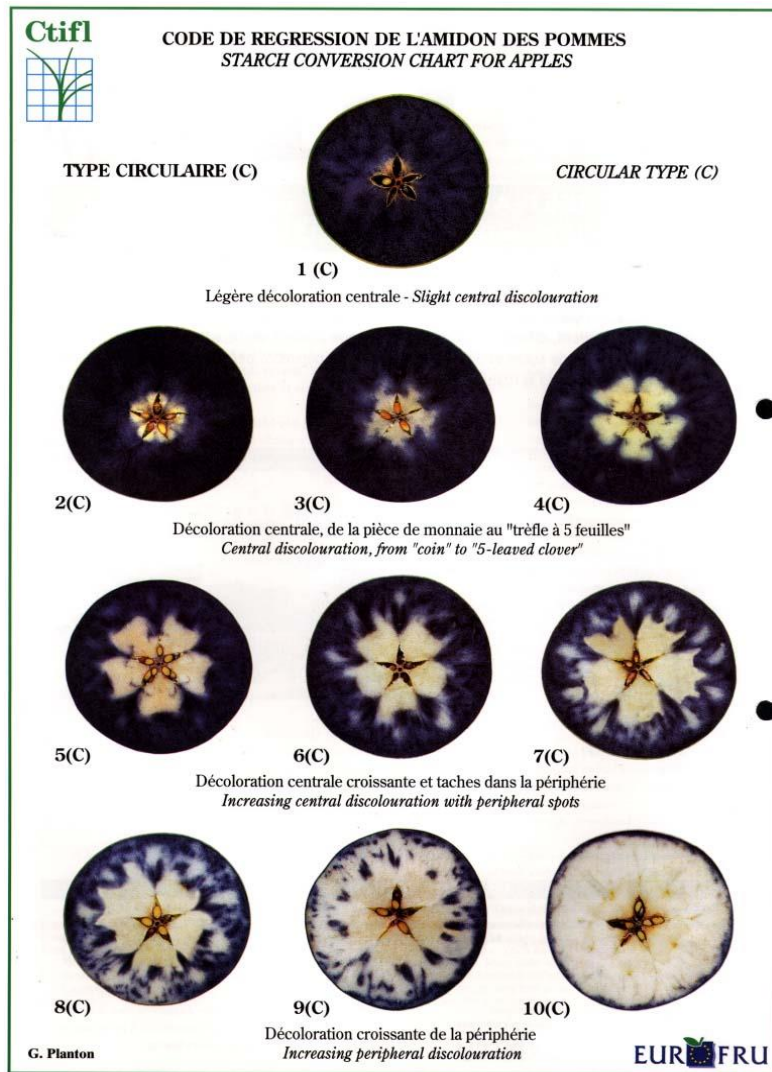 Ctifl
CODE DE REGRESSION DE L'AMIDON DES POMMES
STARCH CONVERSION CHART FOR APPLES
TYPE CIRCULAIRE (C)
CIRCULAR TYPE (C)
1 (C)
Légère décoloration centrale - Slight central discolouration
2(C)
3(C)
4(C)
Décoloration centrale, de la pièce de monnaie au "trèfle à 5 feuilles"
Central discolouration, from "coin" to "5-leaved clover"
5(C)
6(C)
7(C)
Décoloration centrale croissante et taches dans la périphérie
Increasing central discolouration with peripheral spots
8(C)
9(C)
10(C)
Décoloration croissante de la périphérie
Increasing peripheral discolouration
G. Planton
EUROFRU